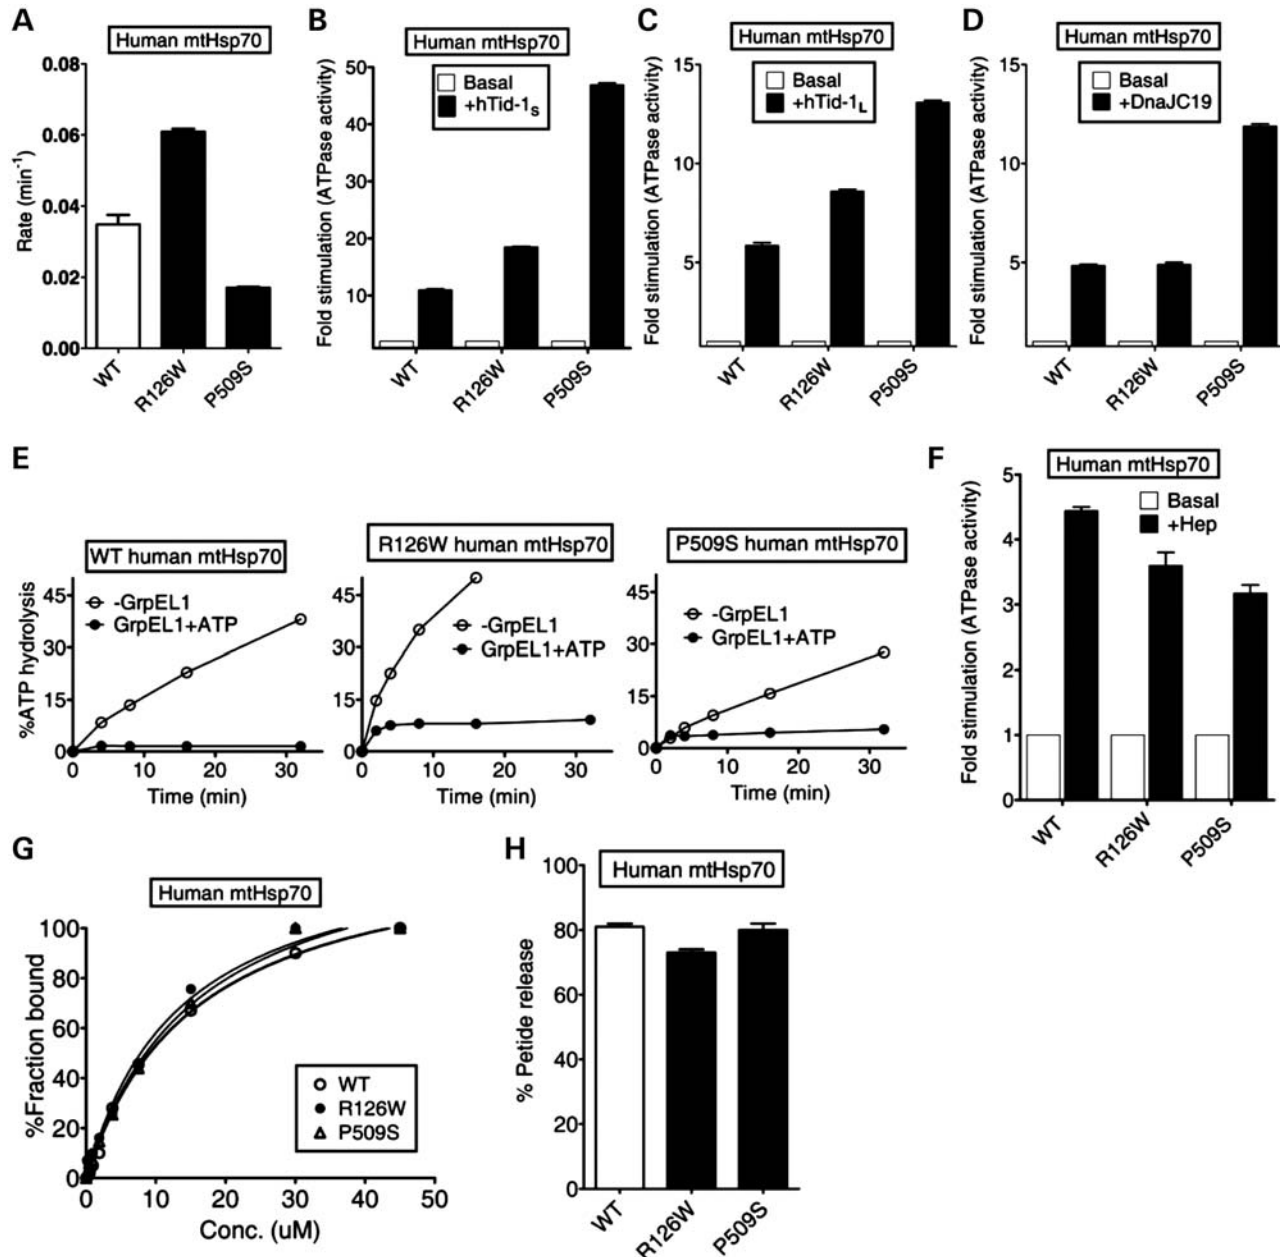 A
Human mtHsp70
Rate (min-1)
0.08
0.06
0.04
0.02
0.00
WT
R126W
P509S
B
Human mtHsp70
Basal
+hTid-1S
Fold stimulation (ATPase activity)
50
40
30
20
10
WT
R126W
P509S
C
Human mtHsp70
Basal
+hTid-1L
Fold stimulation (ATPase activity)
15
10
5
WT
R126W
P509S
D
Human mtHsp70
Basal
+DnaJC19
Fold stimulation (ATPase activity)
15
10
5
WT
R126W
P509S
E
WT human mtHsp70
-GrpEL1
GrpEL1+ATP
%ATP hydrolysis
45
30
15
0
0 10 20 30
Time (min)
R126W human mtHsp70
-GrpEL1
GrpEL1+ATP
45
30
15
0
0 10 20 30
Time (min)
P509S human mtHsp70
-GrpEL1
GrpEL1+ATP
45
30
15
0
0 10 20 30
Time (min)
F
Human mtHsp70
Basal
+Hep
Fold stimulation (ATPase activity)
5
4
3
2
1
0
WT
R126W
P509S
G
Human mtHsp70
%Fraction bound
100
80
60
40
20
0
0 10 20 30 40 50
Conc. (uM)
WT
R126W
P509S
H
Human mtHsp70
% Petide release
100
80
60
40
20
0
WT
R126W
P509S